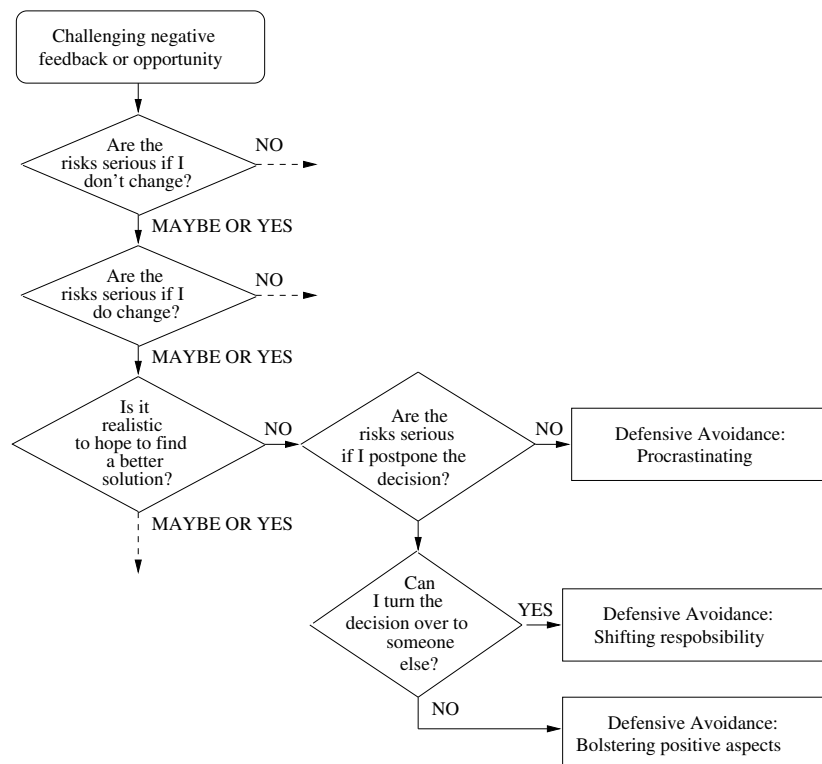 Challenging negative
feedback or opportunity
Are the
risks serious if I
don't change?
NO
MAYBE OR YES
Are the
risks serious if I
do change?
NO
MAYBE OR YES
Is it
realistic
to hope to find
a better
solution?
NO
MAYBE OR YES
Are the
risks serious
if I postpone the
decision?
NO
Defensive Avoidance:
Procrastinating
Can
I turn the
decision over to
someone
else?
YES
Defensive Avoidance:
Shifting respobsibility
NO
Defensive Avoidance:
Bolstering positive aspects